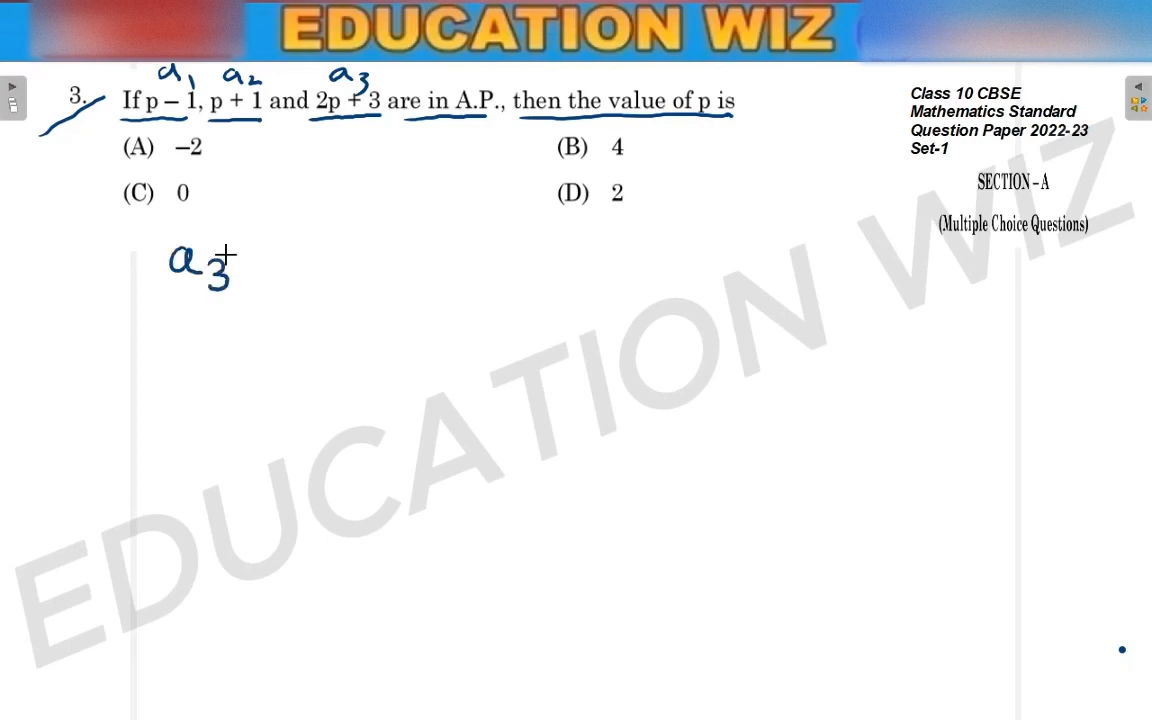 EDUCATION WIZ
a1 a2 a3
3. If p – 1, p + 1 and 2p + 3 are in A.P., then the value of p is
(A) –2 (B) 4
(C) 0 (D) 2
a3
Class 10 CBSE
Mathematics Standard
Question Paper 2022-23
Set-1
SECTION – A
(Multiple Choice Questions)
EDUCATION WIZ